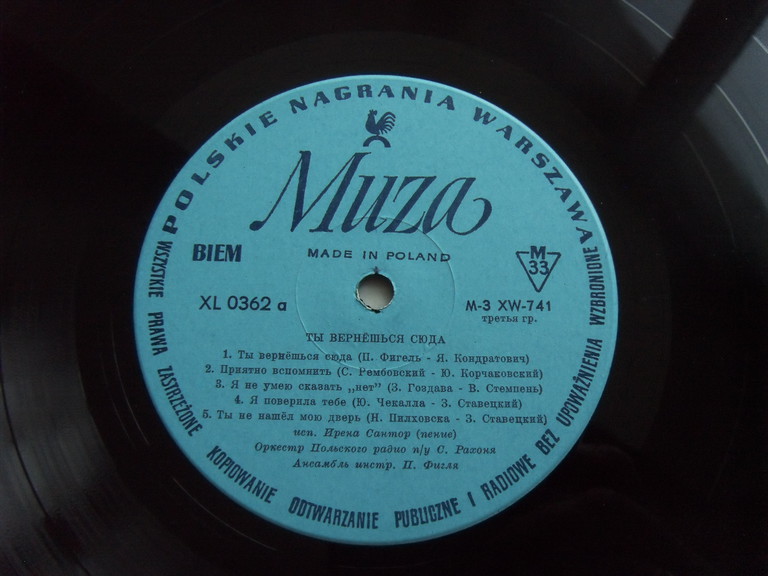 POLSKIE NAGRANIA WARSZAWA
Muza
BIEM
MADE IN POLAND
M
33
XL 0362 a
M-3 XW-741
третья гр.
ТЫ ВЕРНЁШЬСЯ СЮДА
1. Ты вернёшься сюда (П. Фигель - Я. Кондратович)
2. Приятно вспомнить (С. Рембовский - Ю. Корчаковский)
3. Я не умею сказать „нет” (З. Гоздава - В. Стемпень)
4. Я поверила тебе (Ю. Чекалла - З. Ставецкий)
5. Ты не нашёл мою дверь (Н. Пилховска - З. Ставецкий)
исп. Ирена Сантор (пение)
Оркестр Польского радио п/у С. Рахоня
Ансамбль инстр. П. Фигля
WSZYSTKIE PRAWA ZASTRZEŻONE KOPIOWANIE ODTWARZANIE PUBLICZNE I RADIOWE BEZ UPOWAŻNIENIA WZBRONIONE